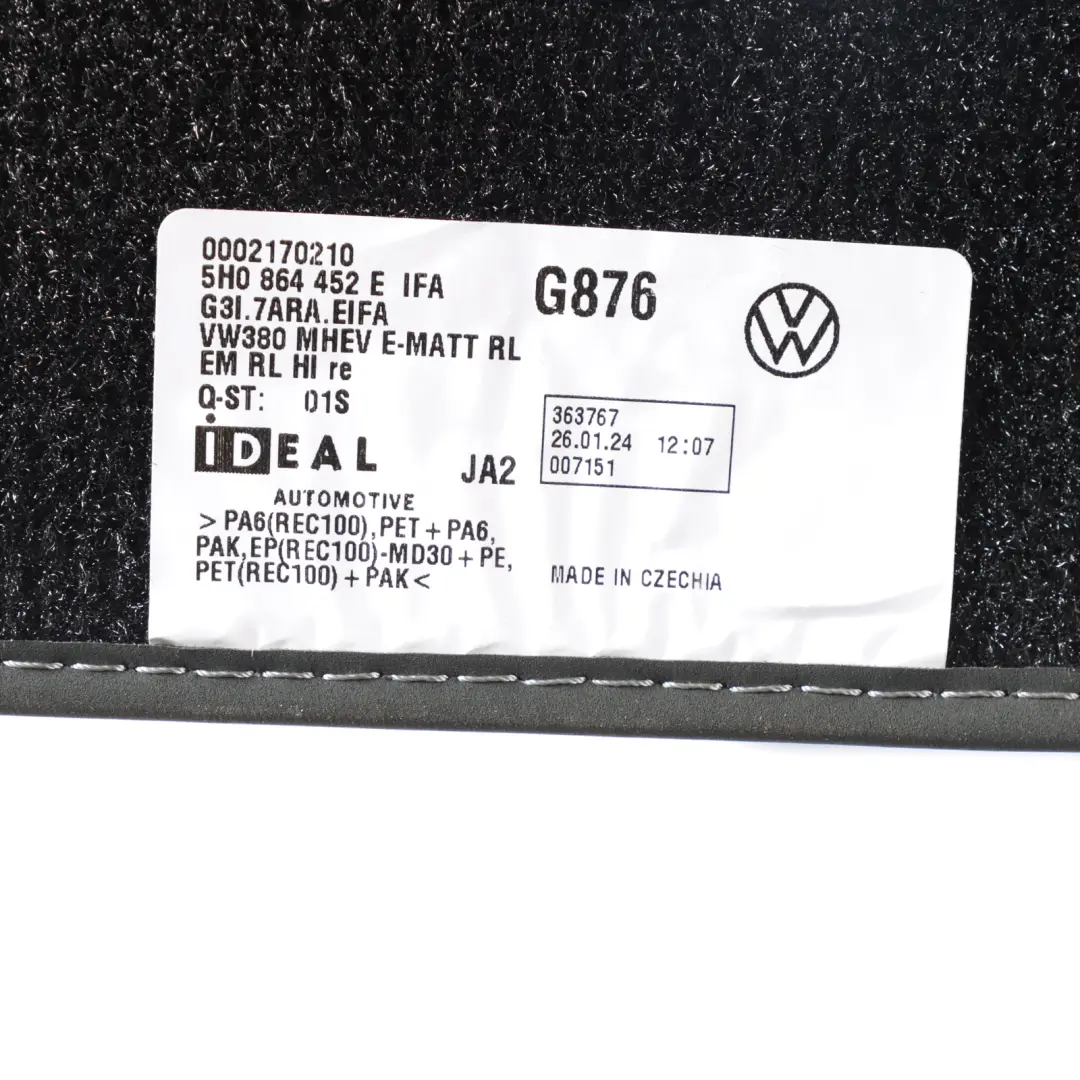 0002170210
5H0 864 452 E IFA
G876
G3I.7ARA.EIFA
VW380 MHEV E-MATT RL
EM RL HI re
Q-ST: 01S
iDEAL
AUTOMOTIVE
JA2
363767
26.01.24 12:07
007151
>PA6(REC100),PET+PA6,
PAK,EP(REC100)-MD30+PE,
PET(REC100)+PAK<
MADE IN CZECHIA
VW